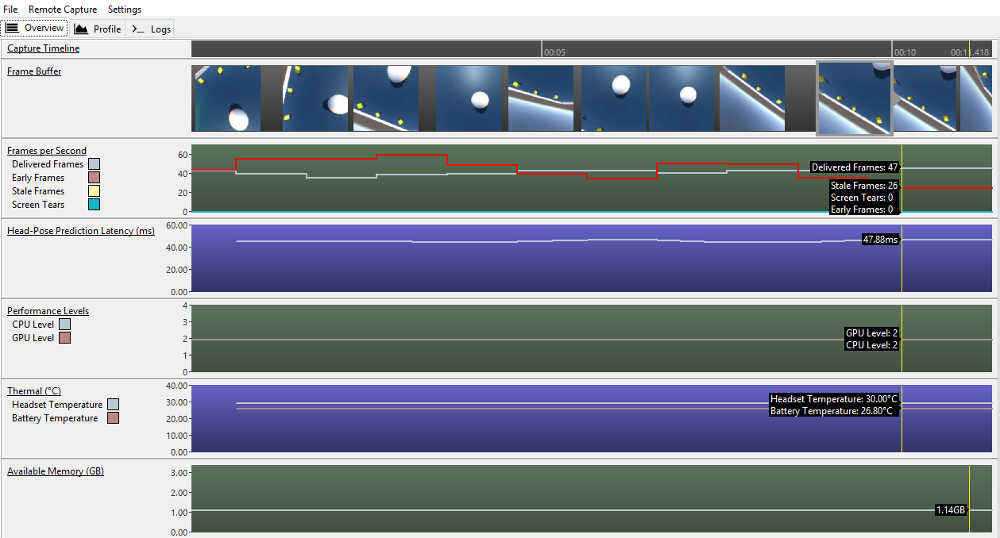 File Remote Capture Settings
Overview Profile Logs
Capture Timeline
00:05 00:10 00:11.418
Frame Buffer
Frames per Second
Delivered Frames
Early Frames
Stale Frames
Screen Tears
60
40
20
0
Delivered Frames: 47
Stale Frames: 26
Screen Tears: 0
Early Frames: 0
Head-Pose Prediction Latency (ms)
60.00
40.00
20.00
0.00
47.88ms
Performance Levels
CPU Level
GPU Level
4
3
2
1
0
GPU Level: 2
CPU Level: 2
Thermal (°C)
Headset Temperature
Battery Temperature
40.00
30.00
20.00
10.00
0.00
Headset Temperature: 30.00°C
Battery Temperature: 26.80°C
Available Memory (GB)
3.00
2.00
1.00
0.00
1.14GB